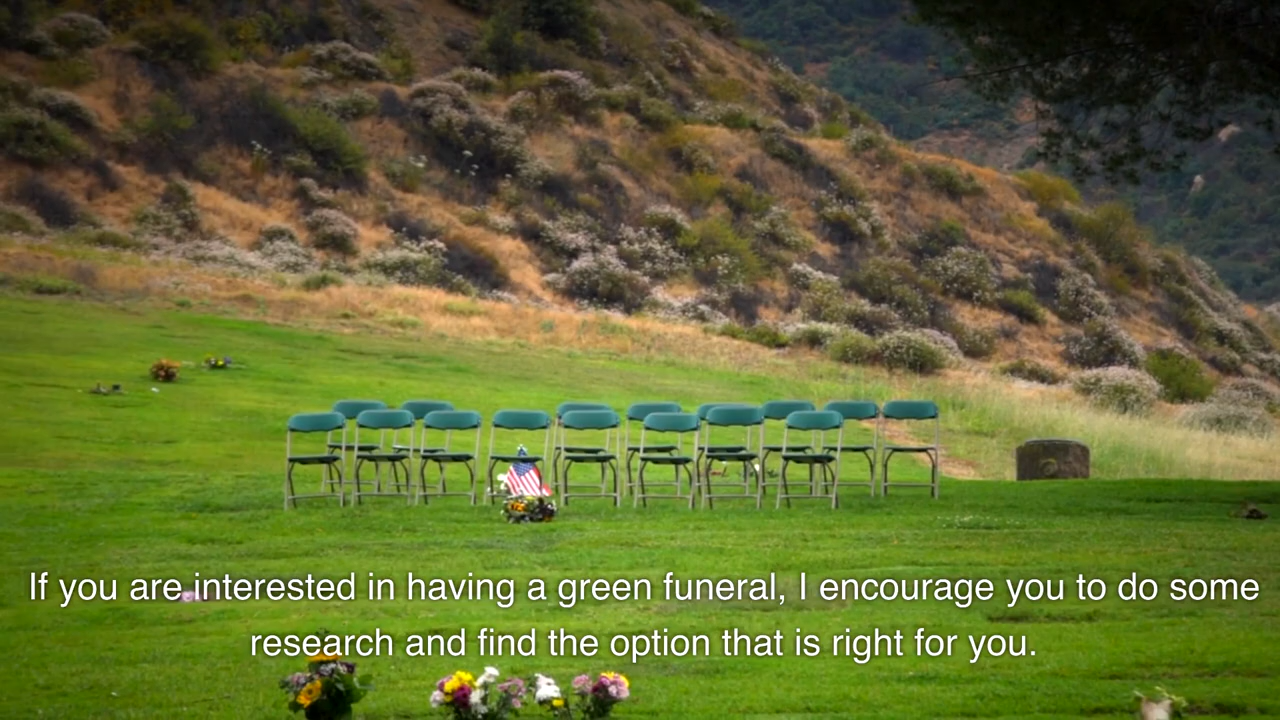 If you are interested in having a green funeral, I encourage you to do some
research and find the option that is right for you.